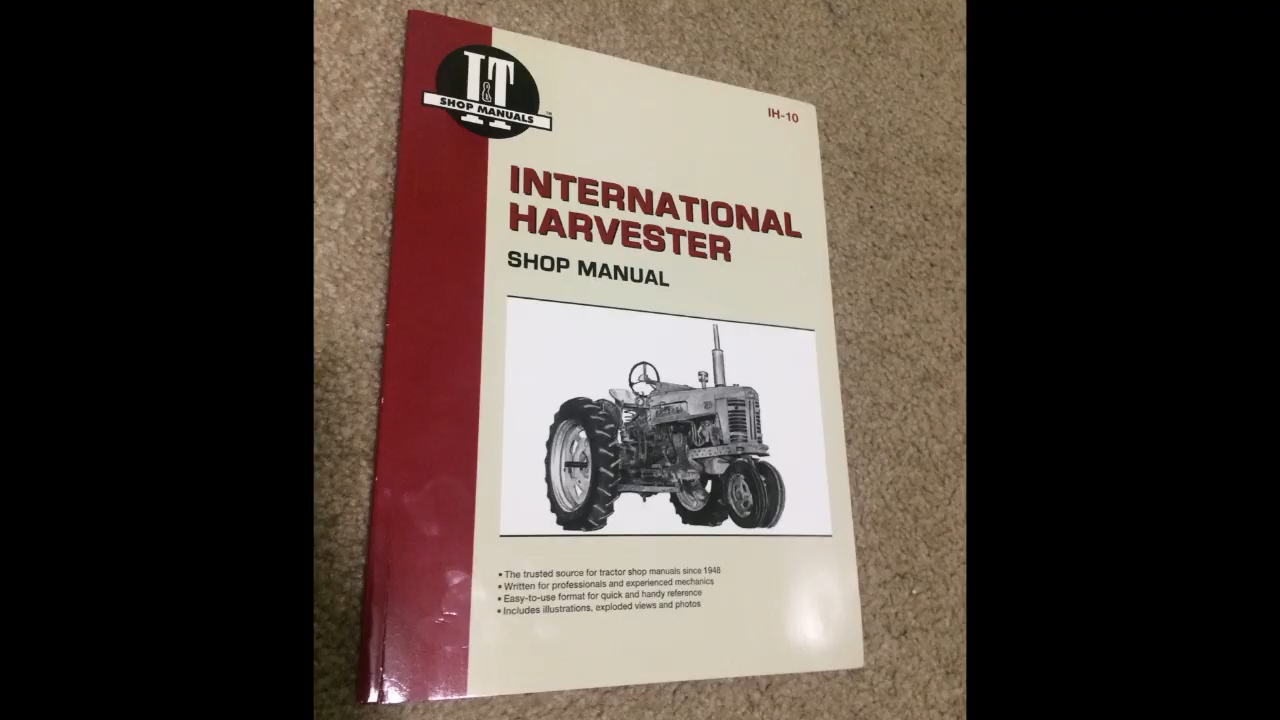 I&T
SHOP MANUALS™
IH-10
INTERNATIONAL
HARVESTER
SHOP MANUAL
• The trusted source for tractor shop manuals since 1948
• Written for professionals and experienced mechanics
• Easy-to-use format for quick and handy reference
• Includes illustrations, exploded views and photos